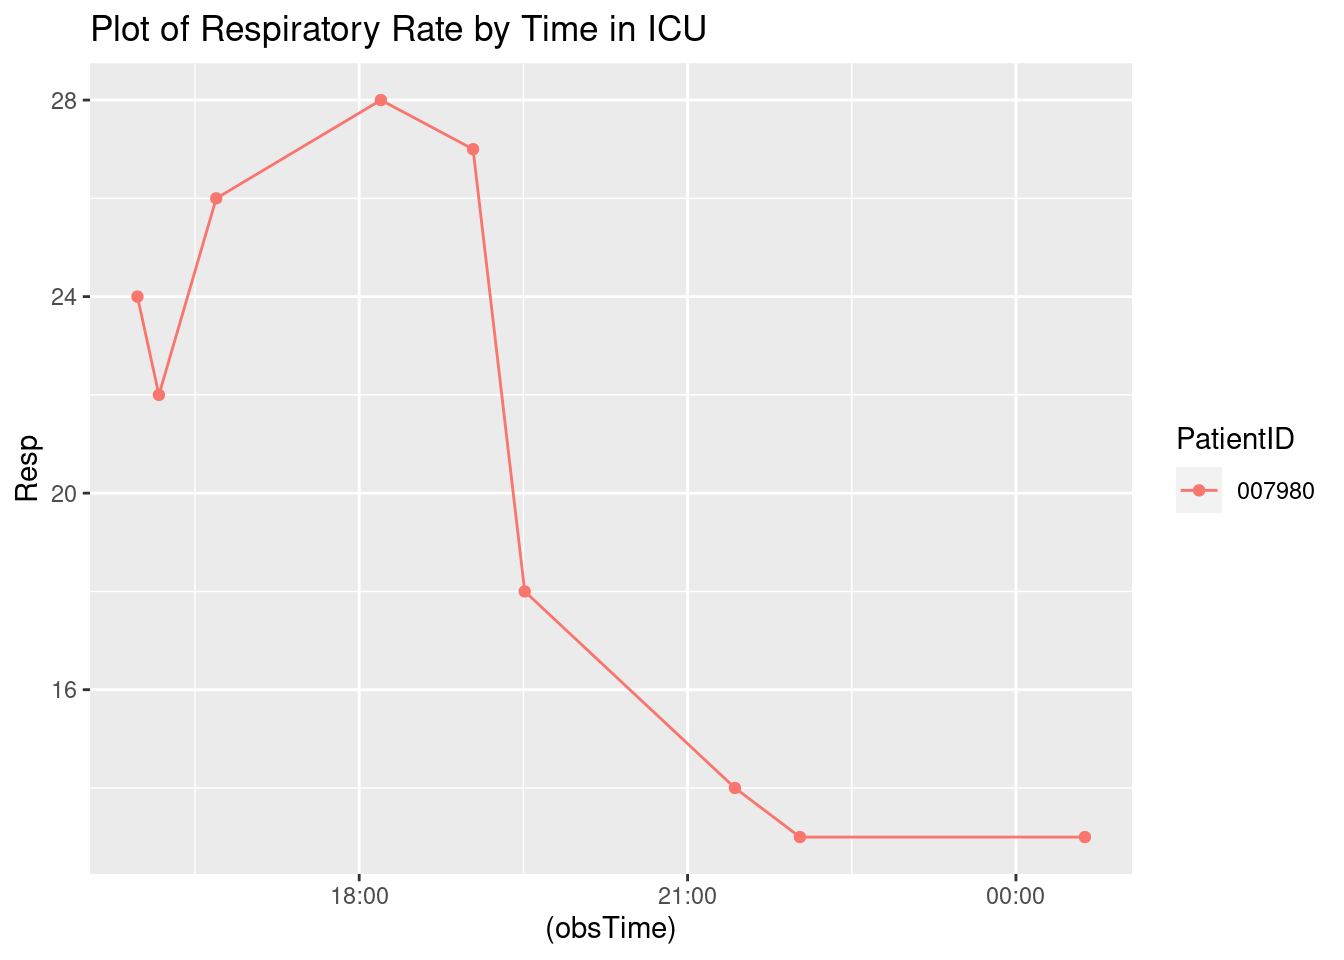 Plot of Respiratory Rate by Time in ICU
28
24
20
16
Resp
18:00
21:00
00:00
(obsTime)
PatientID
007980